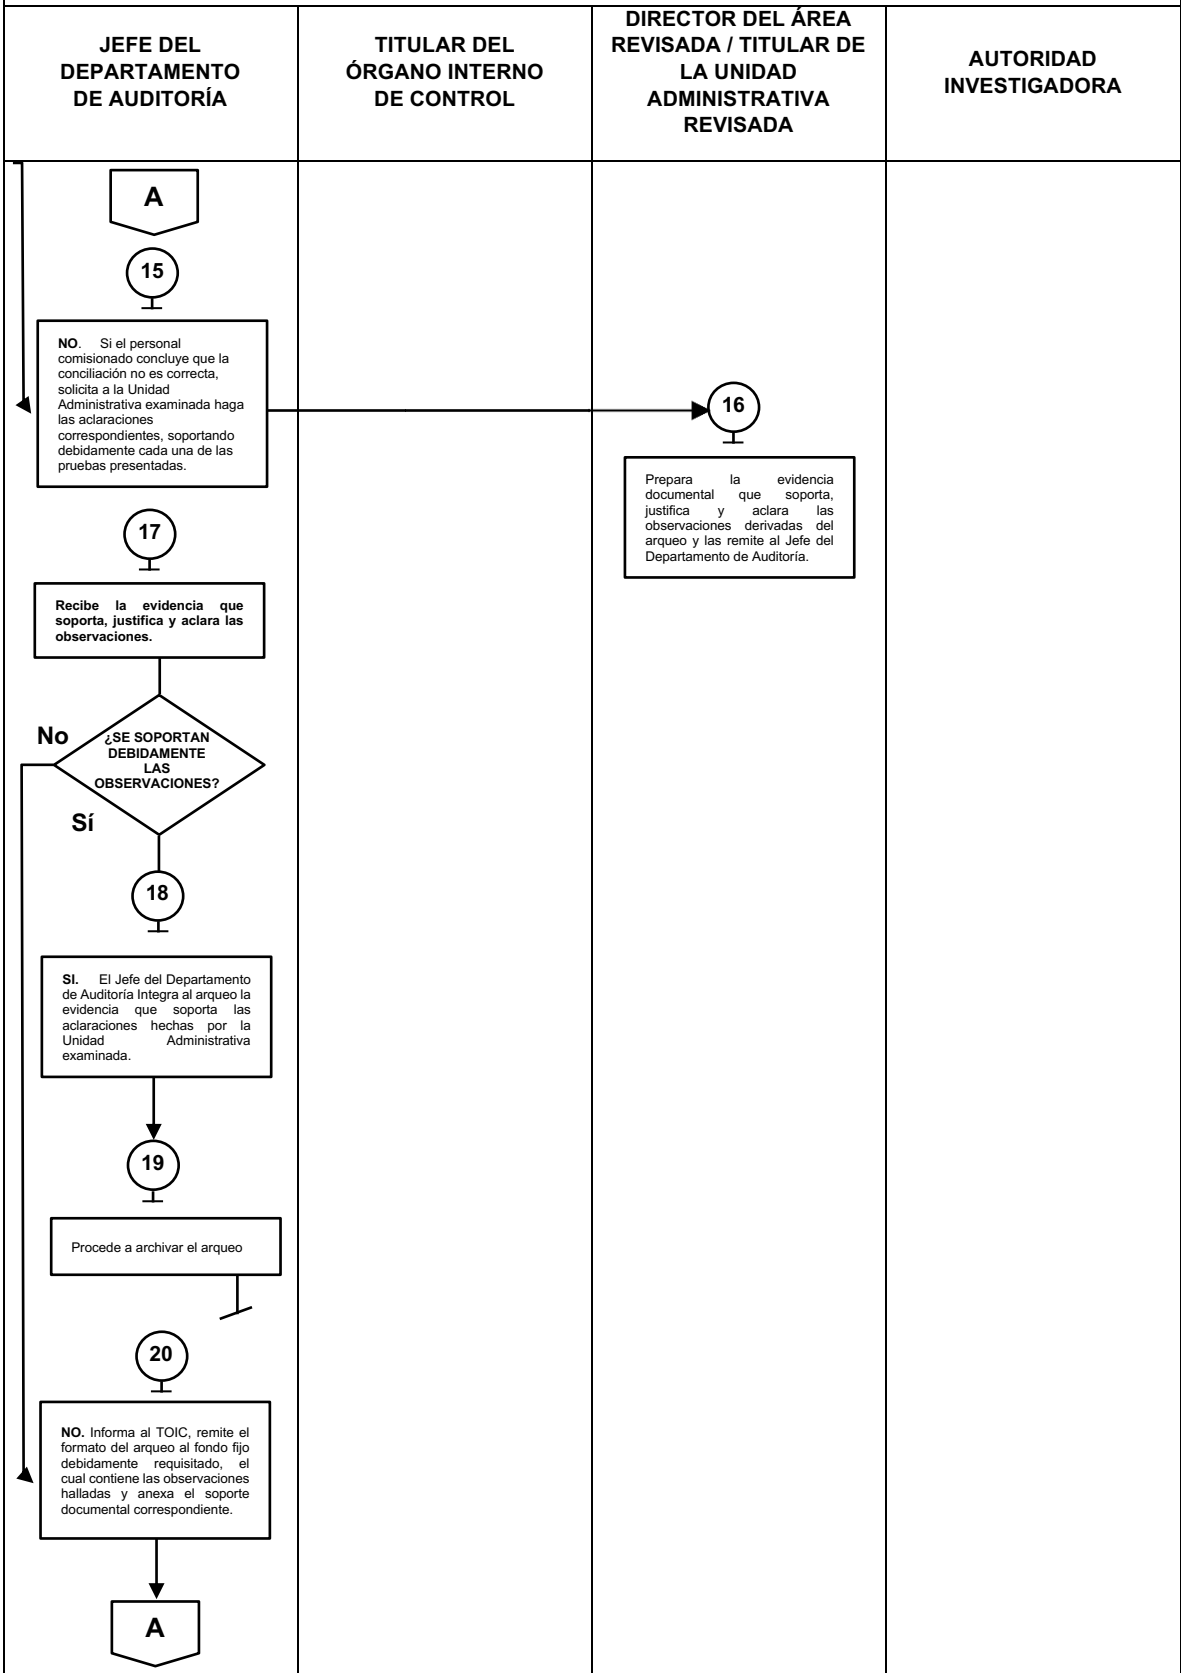 JEFE DEL
DEPARTAMENTO
DE AUDITORÍA
TITULAR DEL
ÓRGANO INTERNO
DE CONTROL
DIRECTOR DEL ÁREA
REVISADA / TITULAR DE
LA UNIDAD
ADMINISTRATIVA
REVISADA
AUTORIDAD
INVESTIGADORA
A
15
NO. Si el personal
comisionado concluye que la
conciliación no es correcta,
solicita a la Unidad
Administrativa examinada haga
las aclaraciones
correspondientes, soportando
debidamente cada una de las
pruebas presentadas.
16
Prepara la evidencia
documental que soporta,
justifica y aclara las
observaciones derivadas del
arqueo y las remite al Jefe del
Departamento de Auditoría.
17
Recibe la evidencia que
soporta, justifica y aclara las
observaciones.
No
¿SE SOPORTAN
DEBIDAMENTE
LAS
OBSERVACIONES?
Sí
18
SI. El Jefe del Departamento
de Auditoría Integra al arqueo la
evidencia que soporta las
aclaraciones hechas por la
Unidad Administrativa
examinada.
19
Procede a archivar el arqueo
20
NO. Informa al TOIC, remite el
formato del arqueo al fondo fijo
debidamente requisitado, el
cual contiene las observaciones
halladas y anexa el soporte
documental correspondiente.
A